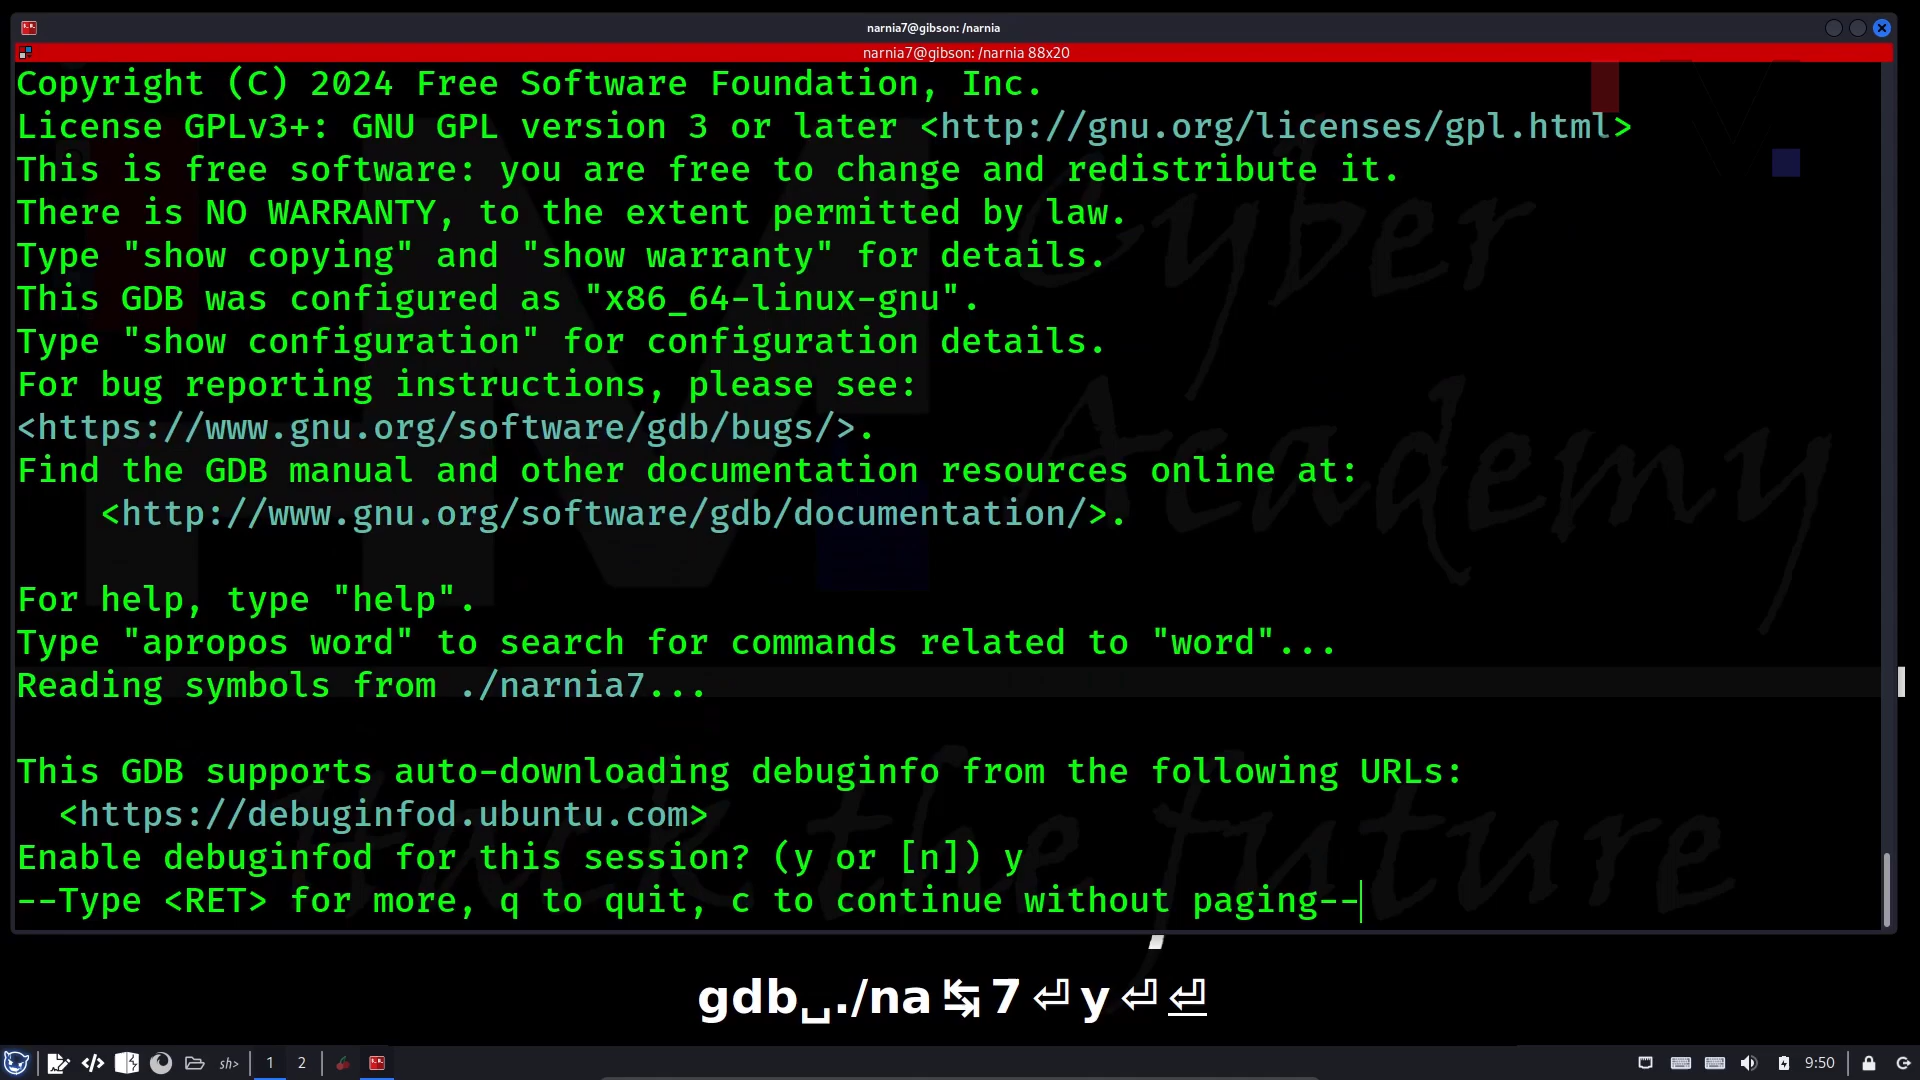 narnia7@gibson: /narnia
narnia7@gibson: /narnia 88x20
Copyright (C) 2024 Free Software Foundation, Inc.
License GPLv3+: GNU GPL version 3 or later <http://gnu.org/licenses/gpl.html>
This is free software: you are free to change and redistribute it.
There is NO WARRANTY, to the extent permitted by law.
Type "show copying" and "show warranty" for details.
This GDB was configured as "x86_64-linux-gnu".
Type "show configuration" for configuration details.
For bug reporting instructions, please see:
<https://www.gnu.org/software/gdb/bugs/>.
Find the GDB manual and other documentation resources online at:
    <http://www.gnu.org/software/gdb/documentation/>.
For help, type "help".
Type "apropos word" to search for commands related to "word"...
Reading symbols from ./narnia7...
This GDB supports auto-downloading debuginfo from the following URLs:
  <https://debuginfod.ubuntu.com>
Enable debuginfod for this session? (y or [n]) y
--Type <RET> for more, q to quit, c to continue without paging--
Cyber
Academy
Hack the future
gdb␣./na↹7⏎y⏎⏎
sh>
1
2
9:50